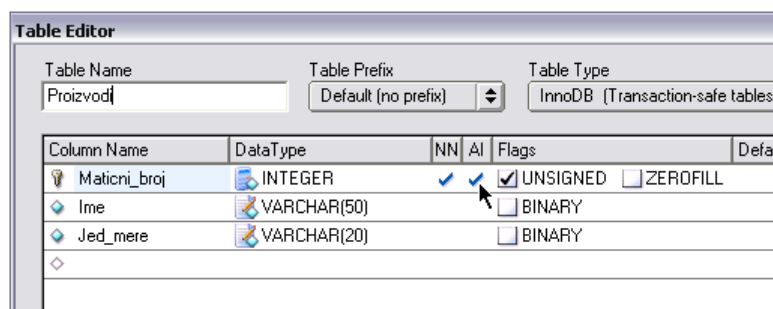 Table Editor
Table Name Table Prefix Table Type
Proizvodi Default (no prefix) InnoDB (Transaction-safe tables
Column Name DataType NN AI Flags Defa
Maticni_broj INTEGER UNSIGNED ZEROFILL
Ime VARCHAR(50) BINARY
Jed_mere VARCHAR(20) BINARY